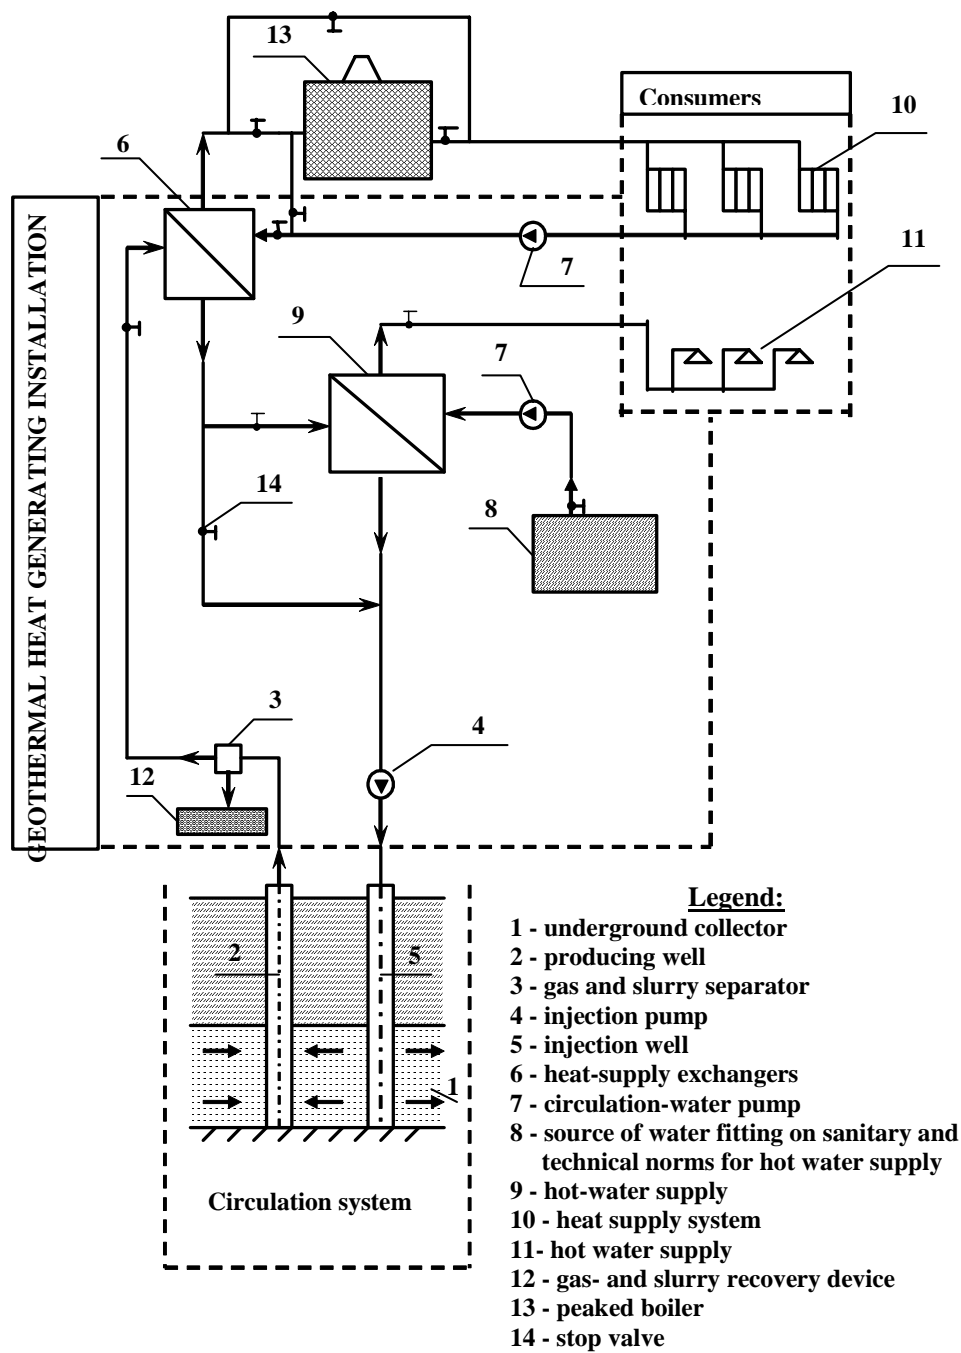 13
Consumers
10
6
GEOTHERMAL HEAT GENERATING INSTALLATION
7
11
9
7
14
8
3
4
12
2
5
1
Circulation system
Legend:
1 - underground collector
2 - producing well
3 - gas and slurry separator
4 - injection pump
5 - injection well
6 - heat-supply exchangers
7 - circulation-water pump
8 - source of water fitting on sanitary and
technical norms for hot water supply
9 - hot-water supply
10 - heat supply system
11- hot water supply
12 - gas- and slurry recovery device
13 - peaked boiler
14 - stop valve